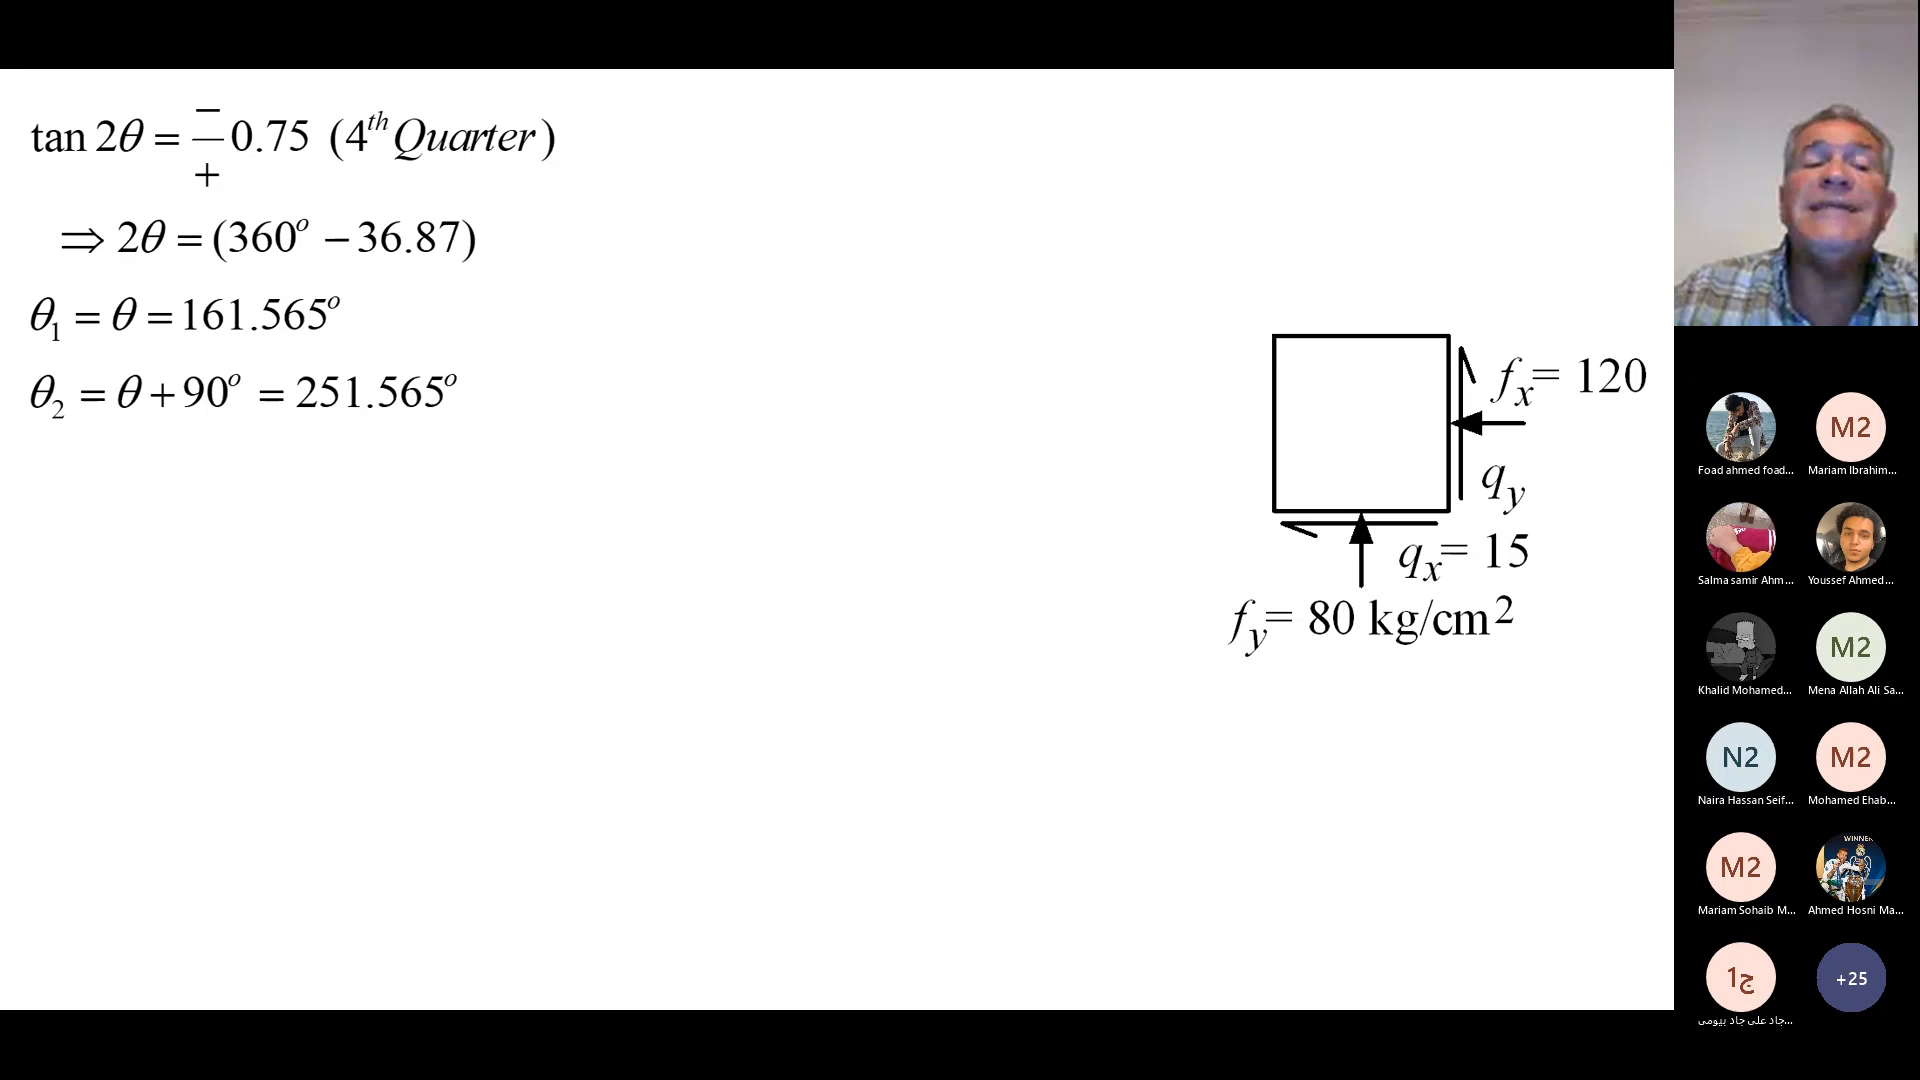 tan 2θ = −/+ 0.75 (4th Quarter)
⇒ 2θ = (360° − 36.87)
θ1 = θ = 161.565°
θ2 = θ + 90° = 251.565°
fx = 120
qy
qx = 15
fy = 80 kg/cm²
M2
Foad ahmed foad...
Mariam Ibrahim...
Salma samir Ahm...
Youssef Ahmed...
M2
Khalid Mohamed...
Mena Allah Ali Sa...
N2
M2
Naira Hassan Seif...
Mohamed Ehab...
WINNER
M2
Mariam Sohaib M...
Ahmed Hosni Ma...
ج1
+25
جاد على جاد بيومى...